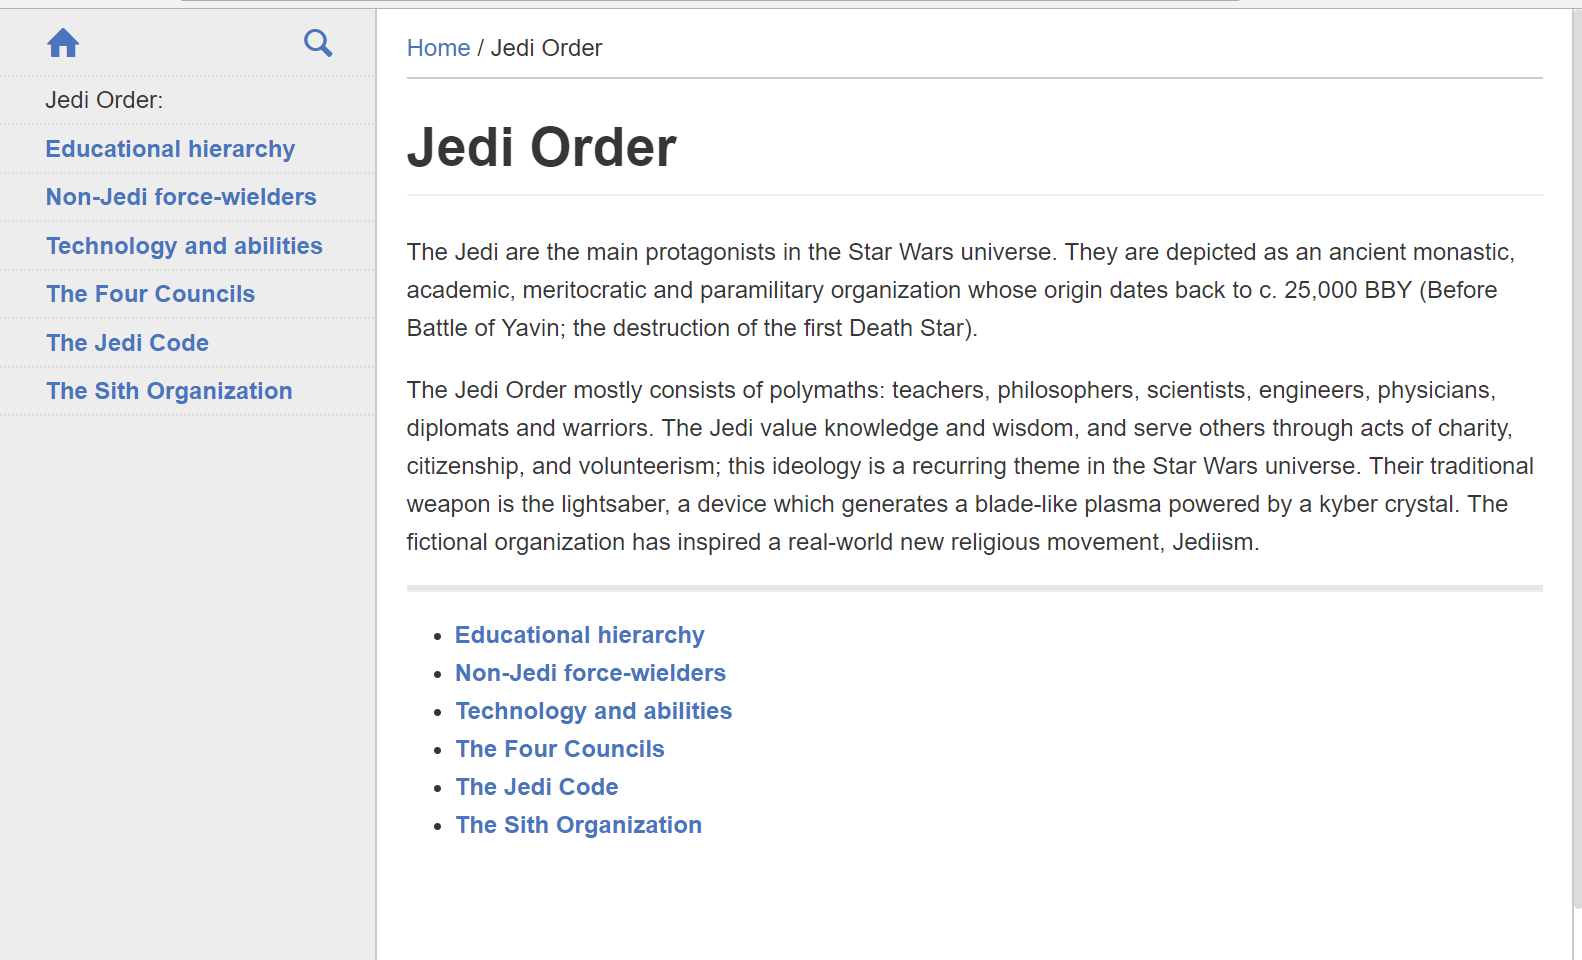 Jedi Order:
Educational hierarchy
Non-Jedi force-wielders
Technology and abilities
The Four Councils
The Jedi Code
The Sith Organization
Home / Jedi Order
Jedi Order
The Jedi are the main protagonists in the Star Wars universe. They are depicted as an ancient monastic,
academic, meritocratic and paramilitary organization whose origin dates back to c. 25,000 BBY (Before
Battle of Yavin; the destruction of the first Death Star).
The Jedi Order mostly consists of polymaths: teachers, philosophers, scientists, engineers, physicians,
diplomats and warriors. The Jedi value knowledge and wisdom, and serve others through acts of charity,
citizenship, and volunteerism; this ideology is a recurring theme in the Star Wars universe. Their traditional
weapon is the lightsaber, a device which generates a blade-like plasma powered by a kyber crystal. The
fictional organization has inspired a real-world new religious movement, Jediism.
• Educational hierarchy
• Non-Jedi force-wielders
• Technology and abilities
• The Four Councils
• The Jedi Code
• The Sith Organization